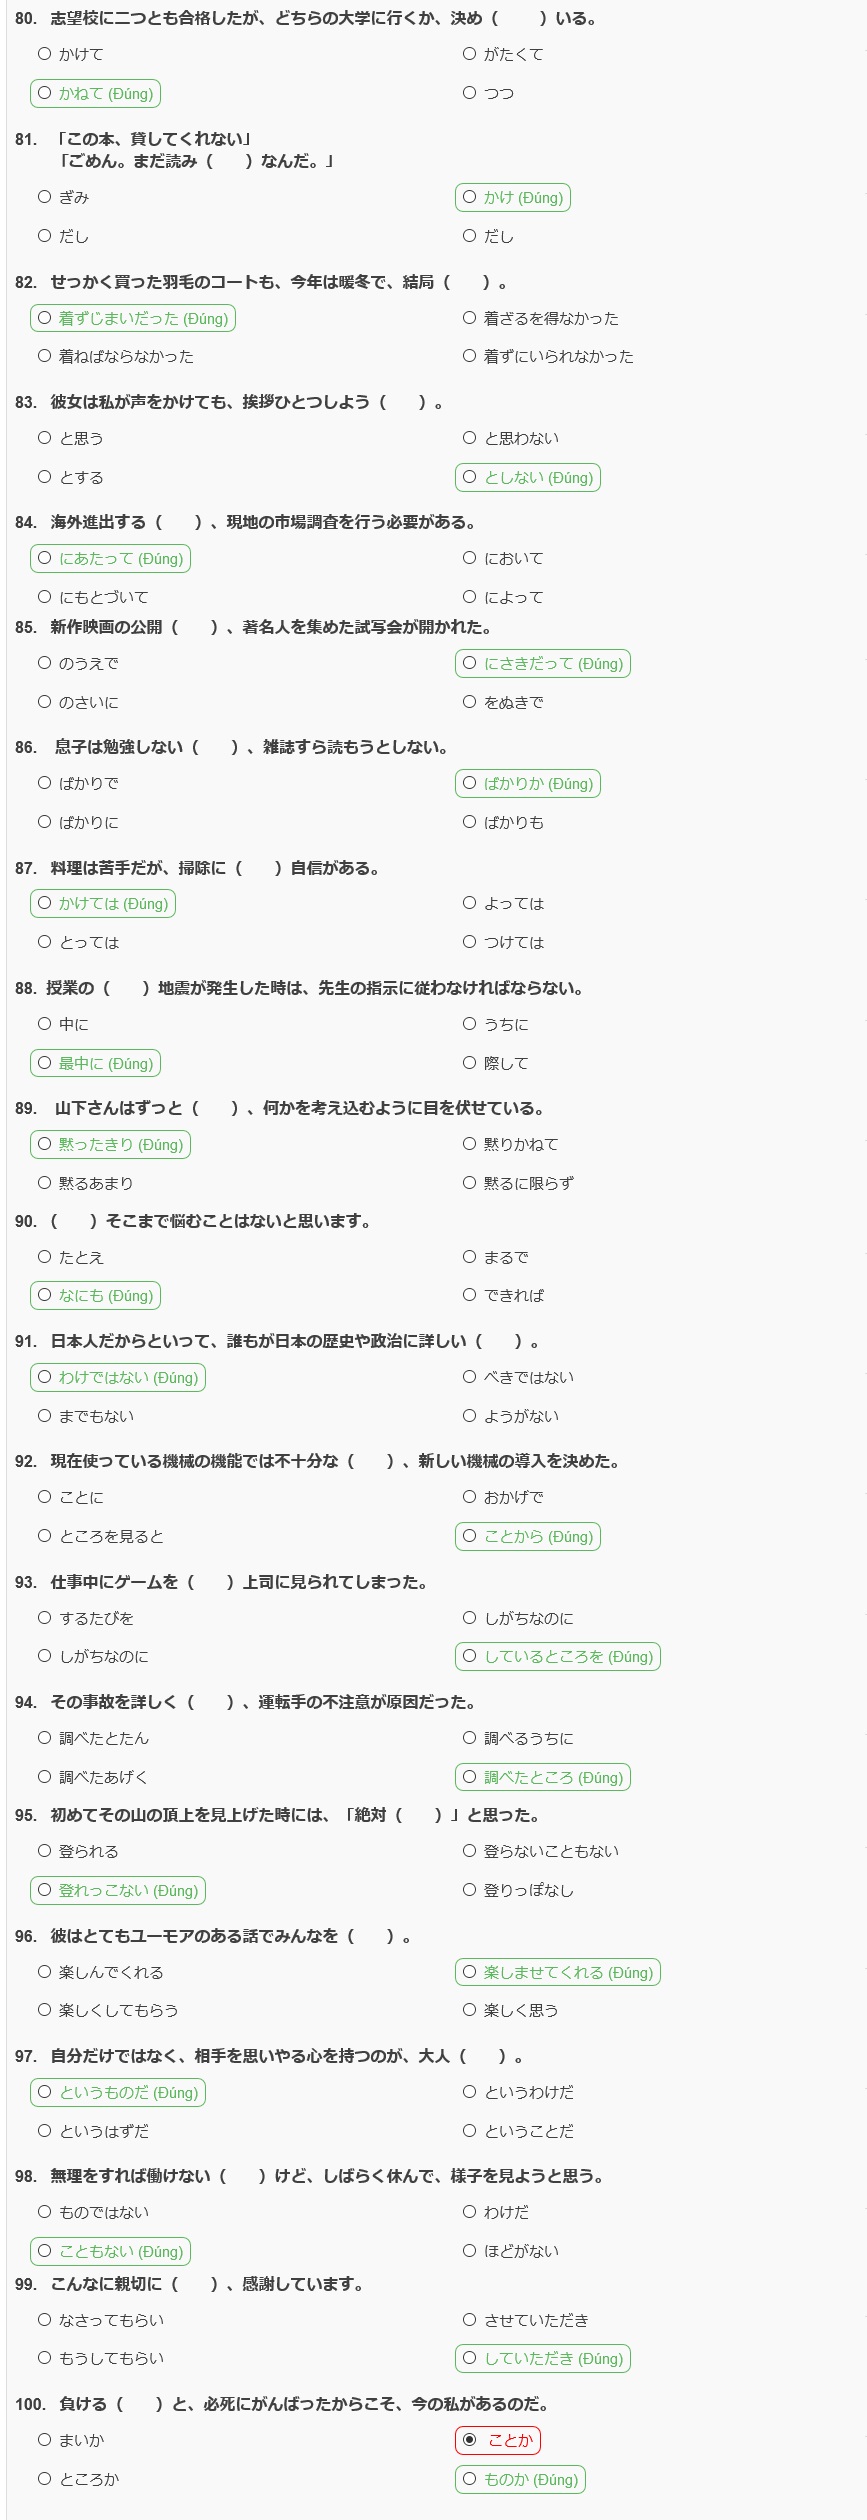 80. 志望校に二つとも合格したが、どちらの大学に行くか、決め（　　）いる。
かけて
がたくて
かねて (Đúng)
つつ
81. 「この本、貸してくれない」
「ごめん。まだ読み（　　）なんだ。」
ぎみ
かけ (Đúng)
だし
だし
82. せっかく買った羽毛のコートも、今年は暖冬で、結局（　　）。
着ずじまいだった (Đúng)
着ざるを得なかった
着ねばならなかった
着ずにいられなかった
83. 彼女は私が声をかけても、挨拶ひとつしよう（　　）。
と思う
と思わない
とする
としない (Đúng)
84. 海外進出する（　　）、現地の市場調査を行う必要がある。
にあたって (Đúng)
において
にもとづいて
によって
85. 新作映画の公開（　　）、著名人を集めた試写会が開かれた。
のうえで
にさきだって (Đúng)
のさいに
をぬきで
86. 息子は勉強しない（　　）、雑誌すら読もうとしない。
ばかりで
ばかりか (Đúng)
ばかりに
ばかりも
87. 料理は苦手だが、掃除に（　　）自信がある。
かけては (Đúng)
よっては
とっては
つけては
88. 授業の（　　）地震が発生した時は、先生の指示に従わなければならない。
中に
うちに
最中に (Đúng)
際して
89. 山下さんはずっと（　　）、何かを考え込むように目を伏せている。
黙ったきり (Đúng)
黙りかねて
黙るあまり
黙るに限らず
90. （　　）そこまで悩むことはないと思います。
たとえ
まるで
なにも (Đúng)
できれば
91. 日本人だからといって、誰もが日本の歴史や政治に詳しい（　　）。
わけではない (Đúng)
べきではない
までもない
ようがない
92. 現在使っている機械の機能では不十分な（　　）、新しい機械の導入を決めた。
ことに
おかげで
ところを見ると
ことから (Đúng)
93. 仕事中にゲームを（　　）上司に見られてしまった。
するたびを
しがちなのに
しがちなのに
しているところを (Đúng)
94. その事故を詳しく（　　）、運転手の不注意が原因だった。
調べたとたん
調べるうちに
調べたあげく
調べたところ (Đúng)
95. 初めてその山の頂上を見上げた時には、「絶対（　　）」と思った。
登られる
登らないこともない
登れっこない (Đúng)
登りっぽなし
96. 彼はとてもユーモアのある話でみんなを（　　）。
楽しんでくれる
楽しませてくれる (Đúng)
楽しくしてもらう
楽しく思う
97. 自分だけではなく、相手を思いやる心を持つのが、大人（　　）。
というものだ (Đúng)
というわけだ
というはずだ
ということだ
98. 無理をすれば働けない（　　）けど、しばらく休んで、様子を見ようと思う。
ものではない
わけだ
こともない (Đúng)
ほどがない
99. こんなに親切に（　　）、感謝しています。
なさってもらい
させていただき
もうしてもらい
していただき (Đúng)
100. 負ける（　　）と、必死にがんばったからこそ、今の私があるのだ。
まいか
ことか
ところか
ものか (Đúng)